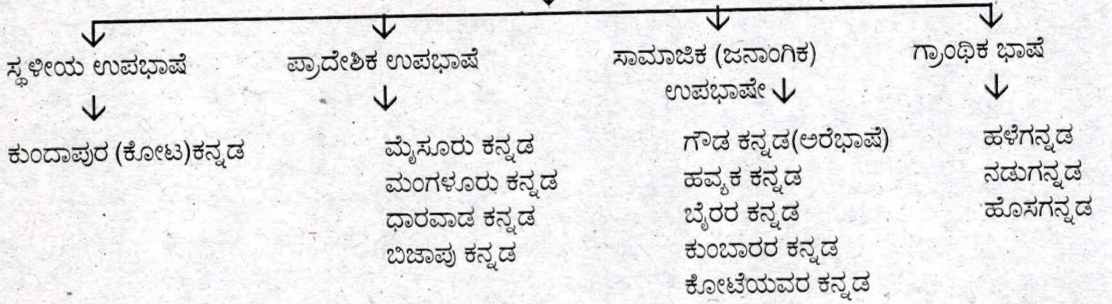 ಸ್ಥಳೀಯ ಉಪಭಾಷೆ
ಕುಂದಾಪುರ (ಕೋಟ)ಕನ್ನಡ
ಪ್ರಾದೇಶಿಕ ಉಪಭಾಷೆ
ಮೈಸೂರು ಕನ್ನಡ
ಮಂಗಳೂರು ಕನ್ನಡ
ಧಾರವಾಡ ಕನ್ನಡ
ಬಿಜಾಪು ಕನ್ನಡ
ಸಾಮಾಜಿಕ (ಜನಾಂಗಿಕ)
ಉಪಭಾಷೇ
ಗೌಡ ಕನ್ನಡ(ಅರೆಭಾಷೆ)
ಹವ್ಯಕ ಕನ್ನಡ
ಬೈರರ ಕನ್ನಡ
ಕುಂಬಾರರ ಕನ್ನಡ
ಕೋಟೆಯವರ ಕನ್ನಡ
ಗ್ರಾಂಥಿಕ ಭಾಷೆ
ಹಳೆಗನ್ನಡ
ನಡುಗನ್ನಡ
ಹೊಸಗನ್ನಡ